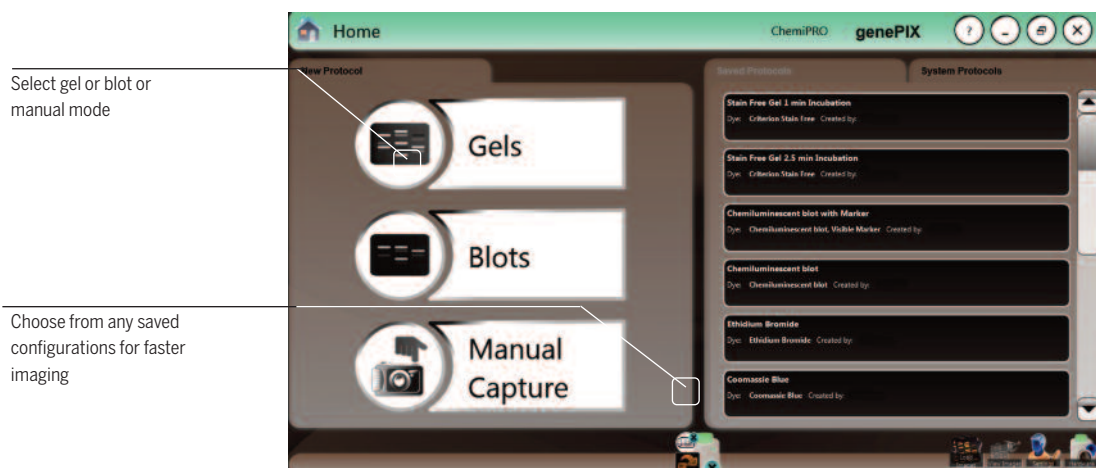 Home
ChemiPRO genePIX
?
Select gel or blot or
manual mode
New Protocol
Saved Protocols
System Protocols
Gels
Blots
Manual
Capture
Stain Free Gel 1 min Incubation
Dye: Criterion Stain Free Created by:
Stain Free Gel 2.5 min Incubation
Dye: Criterion Stain Free Created by:
Chemiluminescent blot with Marker
Dye: Chemiluminescent blot, Visible Marker Created by:
Chemiluminescent blot
Dye: Chemiluminescent blot Created by:
Ethidium Bromide
Dye: Ethidium Bromide Created by:
Coomassie Blue
Dye: Coomassie Blue Created by:
Choose from any saved
configurations for faster
imaging